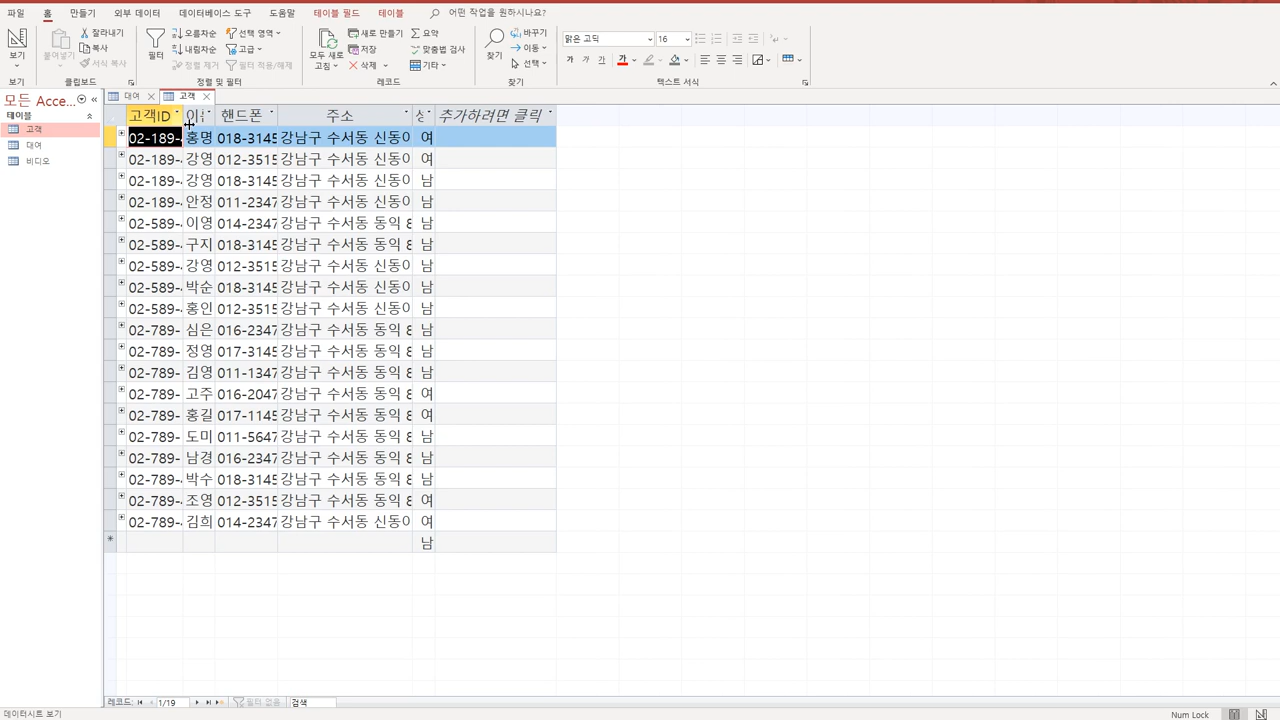 파일 홈 만들기 외부 데이터 데이터베이스 도구 도움말 테이블 필드 테이블 어떤 작업을 원하시나요?
잘라내기 오름차순 선택 영역 새로 만들기 요약 바꾸기 맑은 고딕 16
복사 내림차순 고급 저장 맞춤법 검사 이동
보기 붙여넣기 서식 복사 필터 정렬 제거 필터 적용/해제 모두 새로 고침 삭제 기타 찾기 선택
보기 클립보드 정렬 및 필터 레코드 찾기 텍스트 서식
모든 Acce...
테이블
고객
대여
비디오
대여 고객
고객ID 핸드폰 주소 추가하려면 클릭
02-189- 홍명 018-3145 강남구 수서동 신동아 여
02-189- 강영 012-3515 강남구 수서동 신동아 여
02-189- 강영 018-3145 강남구 수서동 신동아 남
02-189- 안정 011-2347 강남구 수서동 신동아 남
02-589- 이영 014-2347 강남구 수서동 동익 8 남
02-589- 구지 018-3145 강남구 수서동 동익 8 남
02-589- 강영 012-3515 강남구 수서동 신동아 남
02-589- 박순 018-3145 강남구 수서동 신동아 남
02-589- 홍인 012-3515 강남구 수서동 신동아 남
02-789- 심은 016-2347 강남구 수서동 동익 8 남
02-789- 정영 017-3145 강남구 수서동 동익 8 남
02-789- 김영 011-1347 강남구 수서동 동익 8 남
02-789- 고주 016-2047 강남구 수서동 동익 8 여
02-789- 홍길 017-1145 강남구 수서동 동익 8 여
02-789- 도미 011-5647 강남구 수서동 동익 8 남
02-789- 남경 016-2347 강남구 수서동 동익 8 남
02-789- 박수 018-3145 강남구 수서동 동익 8 남
02-789- 조영 012-3515 강남구 수서동 동익 8 여
02-789- 김희 014-2347 강남구 수서동 신동아 여
남
레코드: 1/19 필터 없음 검색
데이터시트 보기 Num Lock